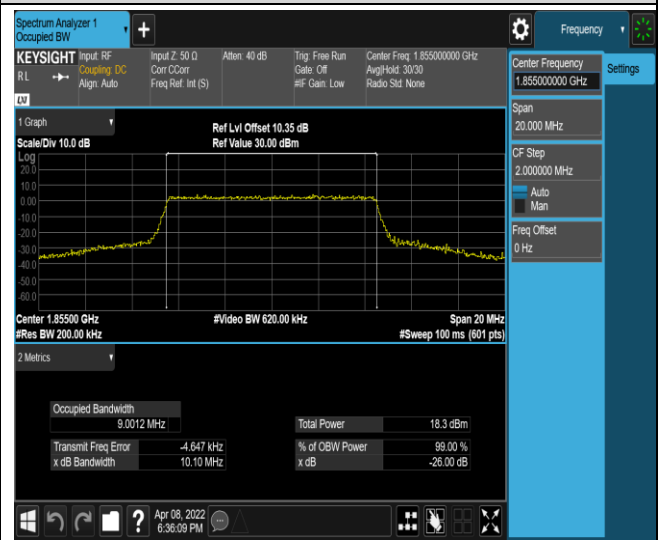 Spectrum Analyzer 1
Occupied BW
Frequency
KEYSIGHT
R L
LXI
Input: RF
Coupling: DC
Align: Auto
Input Z: 50 Ω
Corr CCorr
Freq Ref: Int (S)
Atten: 40 dB
Trig: Free Run
Gate: Off
#IF Gain: Low
Center Freq: 1.855000000 GHz
Avg|Hold: 30/30
Radio Std: None
Center Frequency
1.855000000 GHz
Settings
Span
20.000 MHz
CF Step
2.000000 MHz
Auto
Man
Freq Offset
0 Hz
1 Graph
Scale/Div 10.0 dB
Ref Lvl Offset 10.35 dB
Ref Value 30.00 dBm
Log
20.0
10.0
0.00
-10.0
-20.0
-30.0
-40.0
-50.0
-60.0
Center 1.85500 GHz
#Video BW 620.00 kHz
Span 20 MHz
#Res BW 200.00 kHz
#Sweep 100 ms (601 pts)
2 Metrics
Occupied Bandwidth
9.0012 MHz
Total Power 18.3 dBm
Transmit Freq Error -4.647 kHz
% of OBW Power 99.00 %
x dB Bandwidth 10.10 MHz
x dB -26.00 dB
?
Apr 08, 2022
6:36:09 PM